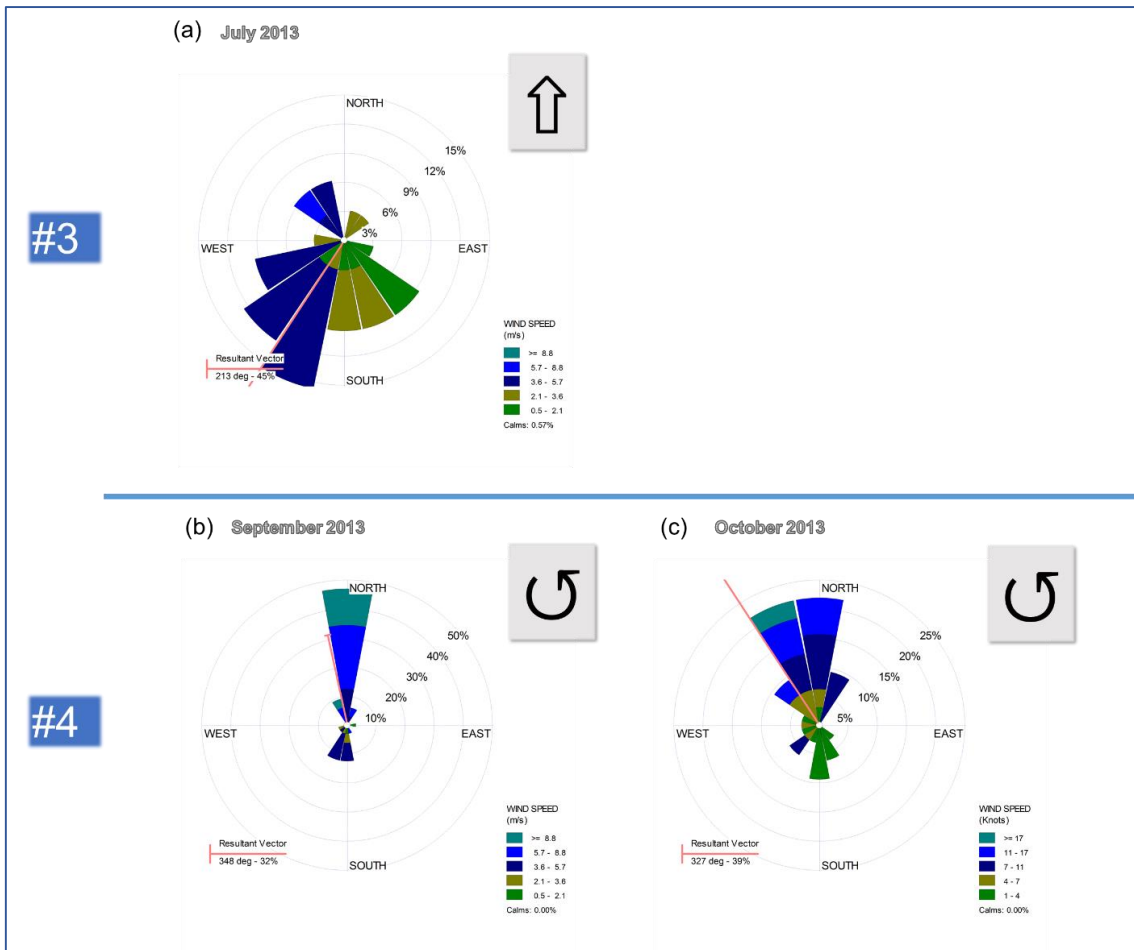 (a) July 2013
NORTH
15%
12%
9%
6%
3%
#3
WEST
EAST
WIND SPEED
(m/s)
>= 8.8
5.7 - 8.8
3.6 - 5.7
2.1 - 3.6
0.5 - 2.1
Calms: 0.57%
Resultant Vector
213 deg - 45%
SOUTH
(b) September 2013
NORTH
50%
40%
30%
20%
10%
#4
WEST
EAST
WIND SPEED
(m/s)
>= 8.8
5.7 - 8.8
3.6 - 5.7
2.1 - 3.6
0.5 - 2.1
Calms: 0.00%
Resultant Vector
348 deg - 32%
SOUTH
(c) October 2013
NORTH
25%
20%
15%
10%
5%
WEST
EAST
WIND SPEED
(Knots)
>= 17
11 - 17
7 - 11
4 - 7
1 - 4
Calms: 0.00%
Resultant Vector
327 deg - 39%
SOUTH